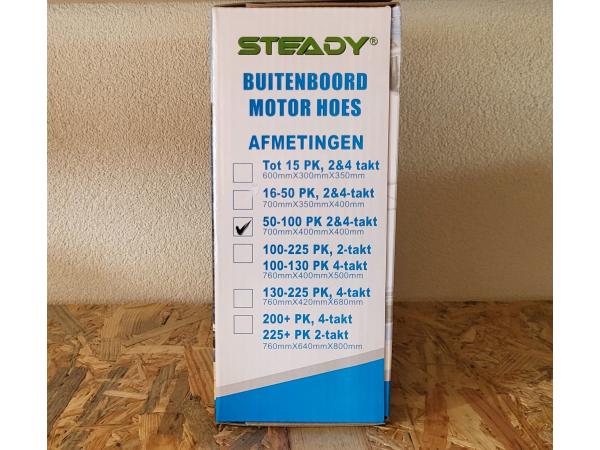 STEADY®
BUITENBOORD
MOTOR HOES
AFMETINGEN
Tot 15 PK, 2&4 takt
600mmX300mmX350mm
16-50 PK, 2&4-takt
700mmX350mmX400mm
50-100 PK 2&4-takt
700mmX400mmX400mm
100-225 PK, 2-takt
100-130 PK 4-takt
760mmX400mmX500mm
130-225 PK, 4-takt
760mmX420mmX680mm
200+ PK, 4-takt
225+ PK 2-takt
760mmX640mmX800mm